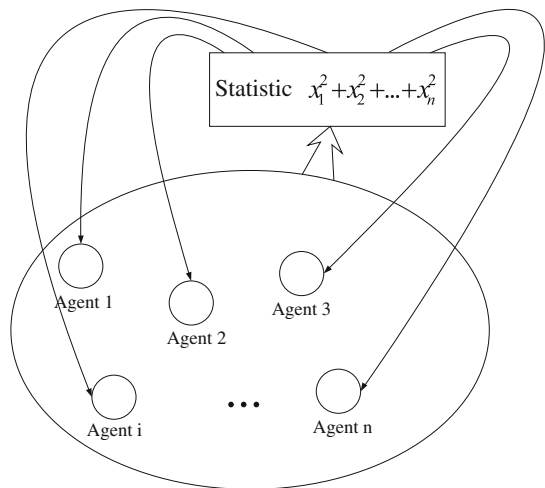 Statistic $x_1^2+x_2^2+...+x_n^2$
Agent 1
Agent 2
Agent 3
Agent i
...
Agent n